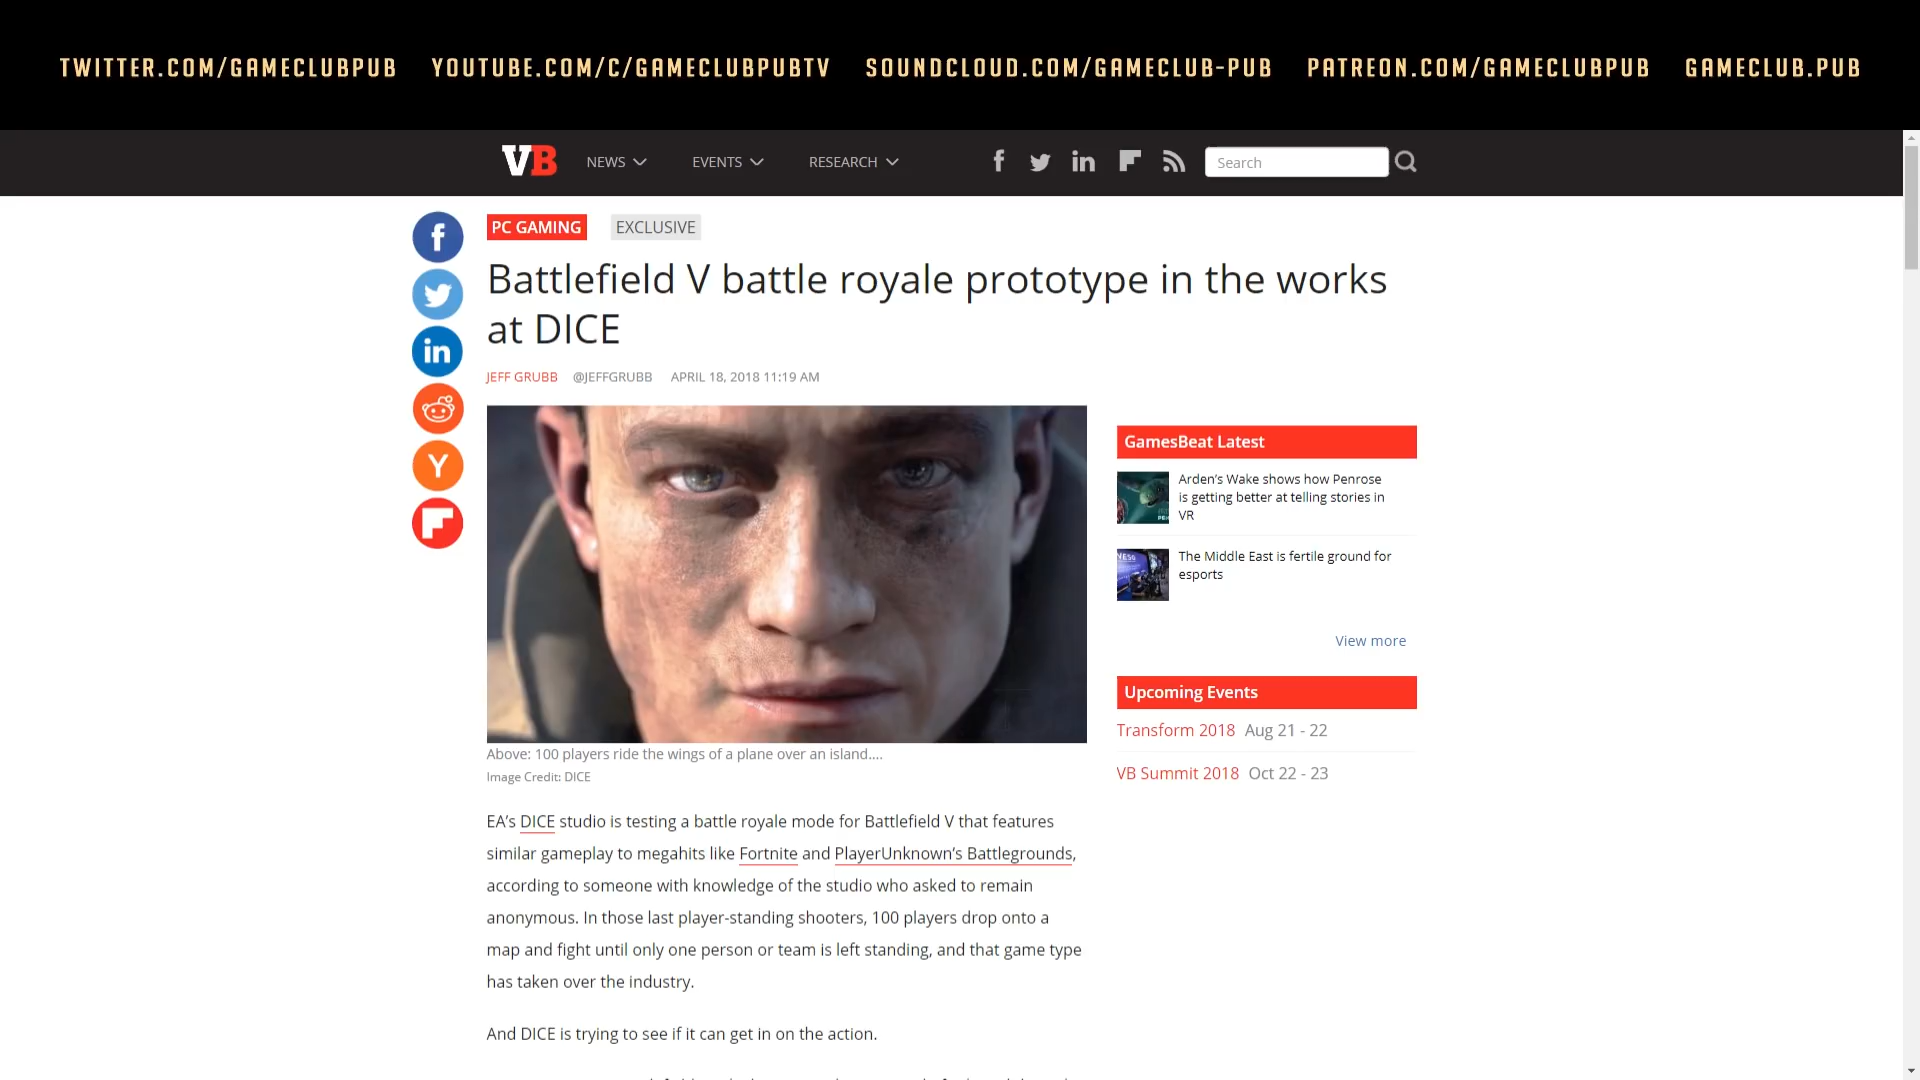 TWITTER.COM/GAMECLUBPUB YOUTUBE.COM/C/GAMECLUBPUBTV SOUNDCLOUD.COM/GAMECLUB-PUB PATREON.COM/GAMECLUBPUB GAMECLUB.PUB
VB NEWS EVENTS RESEARCH Search
PC GAMING EXCLUSIVE
Battlefield V battle royale prototype in the works
at DICE
JEFF GRUBB @JEFFGRUBB APRIL 18, 2018 11:19 AM
Above: 100 players ride the wings of a plane over an island....
Image Credit: DICE
EA’s DICE studio is testing a battle royale mode for Battlefield V that features
similar gameplay to megahits like Fortnite and PlayerUnknown’s Battlegrounds,
according to someone with knowledge of the studio who asked to remain
anonymous. In those last player-standing shooters, 100 players drop onto a
map and fight until only one person or team is left standing, and that game type
has taken over the industry.
And DICE is trying to see if it can get in on the action.
GamesBeat Latest
Arden’s Wake shows how Penrose
is getting better at telling stories in
VR
The Middle East is fertile ground for
esports
View more
Upcoming Events
Transform 2018 Aug 21 - 22
VB Summit 2018 Oct 22 - 23